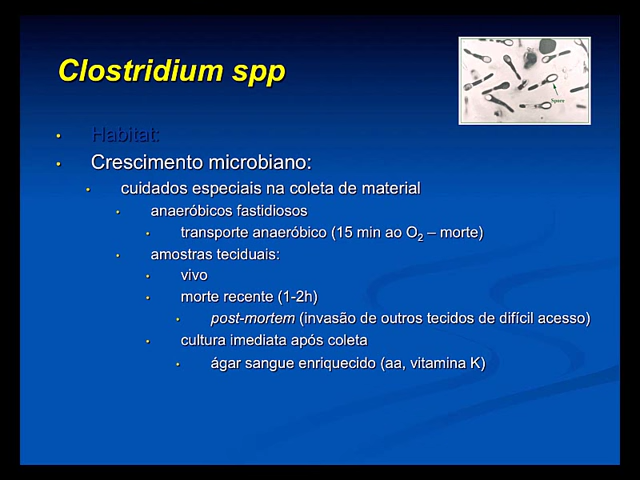 Clostridium spp
Spore
• Habitat:
• Crescimento microbiano:
• cuidados especiais na coleta de material
• anaeróbicos fastidiosos
• transporte anaeróbico (15 min ao O₂ – morte)
• amostras teciduais:
• vivo
• morte recente (1-2h)
• post-mortem (invasão de outros tecidos de difícil acesso)
• cultura imediata após coleta
• ágar sangue enriquecido (aa, vitamina K)